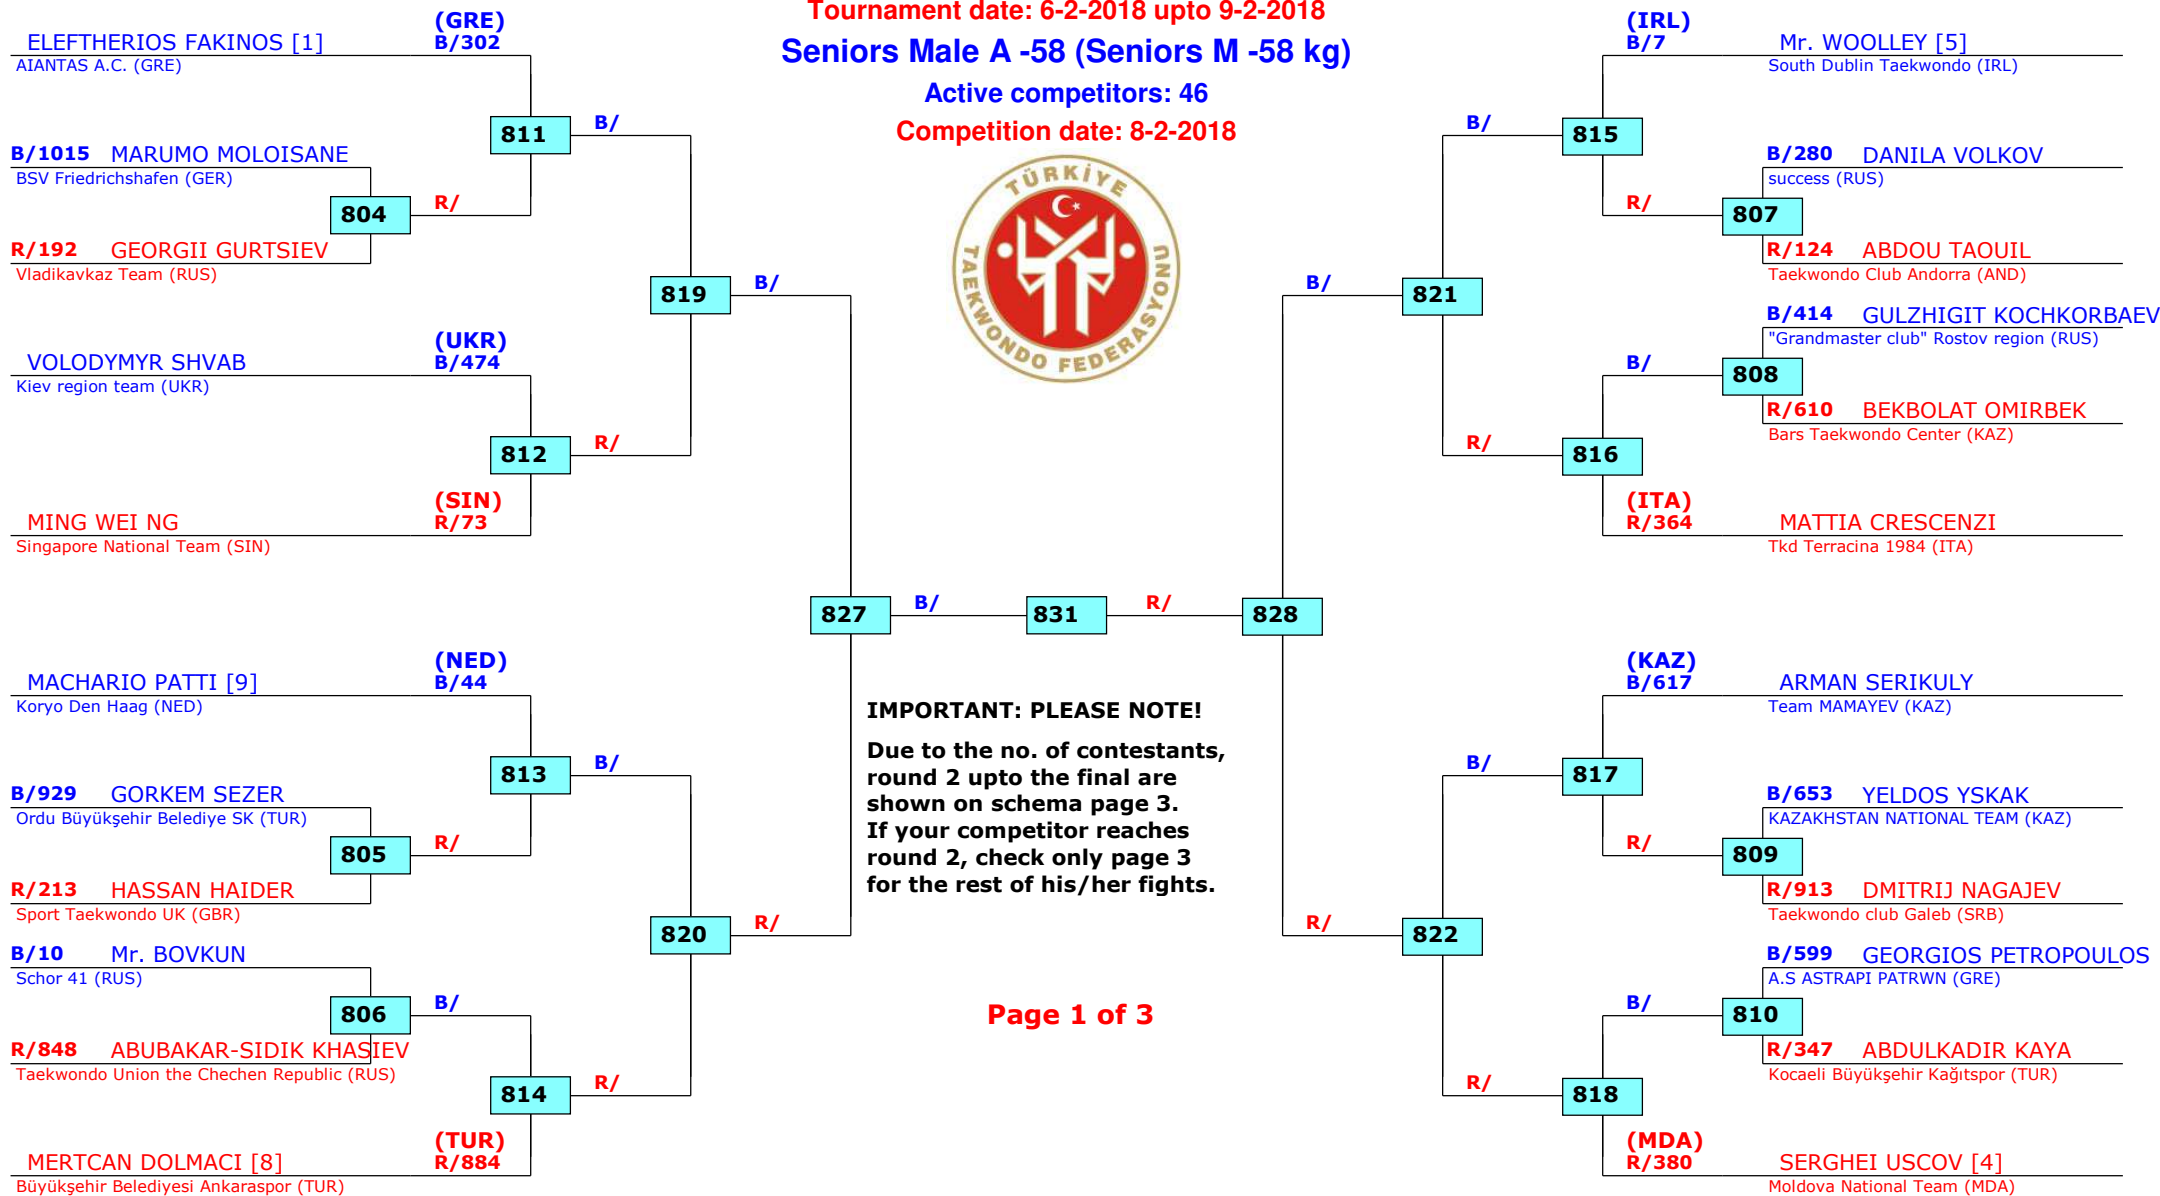 Tournament date: 6-2-2018 upto 9-2-2018
Seniors Male A -58 (Seniors M -58 kg)
Active competitors: 46
Competition date: 8-2-2018
TÜRKİYE
TAEKWONDO FEDERASYONU
(GRE)
ELEFTHERIOS FAKINOS [1] B/302
AIANTAS A.C. (GRE)
811 B/
B/1015 MARUMO MOLOISANE
BSV Friedrichshafen (GER)
804 R/
R/192 GEORGII GURTSIEV
Vladikavkaz Team (RUS)
819 B/
(UKR)
VOLODYMYR SHVAB B/474
Kiev region team (UKR)
812 R/
(SIN)
MING WEI NG R/73
Singapore National Team (SIN)
827 B/ 831 R/ 828
(NED)
MACHARIO PATTI [9] B/44
Koryo Den Haag (NED)
813 B/
B/929 GORKEM SEZER
Ordu Büyükşehir Belediye SK (TUR)
805 R/
R/213 HASSAN HAIDER
Sport Taekwondo UK (GBR)
820 R/
B/10 Mr. BOVKUN
Schor 41 (RUS)
806 B/
R/848 ABUBAKAR-SIDIK KHASIEV
Taekwondo Union the Chechen Republic (RUS)
814 R/
(TUR)
MERTCAN DOLMACI [8] R/884
Büyükşehir Belediyesi Ankaraspor (TUR)
IMPORTANT: PLEASE NOTE!
Due to the no. of contestants,
round 2 upto the final are
shown on schema page 3.
If your competitor reaches
round 2, check only page 3
for the rest of his/her fights.
Page 1 of 3
(IRL)
B/7 Mr. WOOLLEY [5]
South Dublin Taekwondo (IRL)
B/ 815
B/280 DANILA VOLKOV
success (RUS)
R/ 807
R/124 ABDOU TAOUIL
Taekwondo Club Andorra (AND)
B/ 821
B/414 GULZHIGIT KOCHKORBAEV
"Grandmaster club" Rostov region (RUS)
B/ 808
R/610 BEKBOLAT OMIRBEK
Bars Taekwondo Center (KAZ)
R/ 816
(ITA)
R/364 MATTIA CRESCENZI
Tkd Terracina 1984 (ITA)
(KAZ)
B/617 ARMAN SERIKULY
Team MAMAYEV (KAZ)
B/ 817
B/653 YELDOS YSKAK
KAZAKHSTAN NATIONAL TEAM (KAZ)
R/ 809
R/913 DMITRIJ NAGAJEV
Taekwondo club Galeb (SRB)
R/ 822
B/599 GEORGIOS PETROPOULOS
A.S ASTRAPI PATRWN (GRE)
B/ 810
R/347 ABDULKADIR KAYA
Kocaeli Büyükşehir Kağıtspor (TUR)
R/ 818
(MDA)
R/380 SERGHEI USCOV [4]
Moldova National Team (MDA)
812